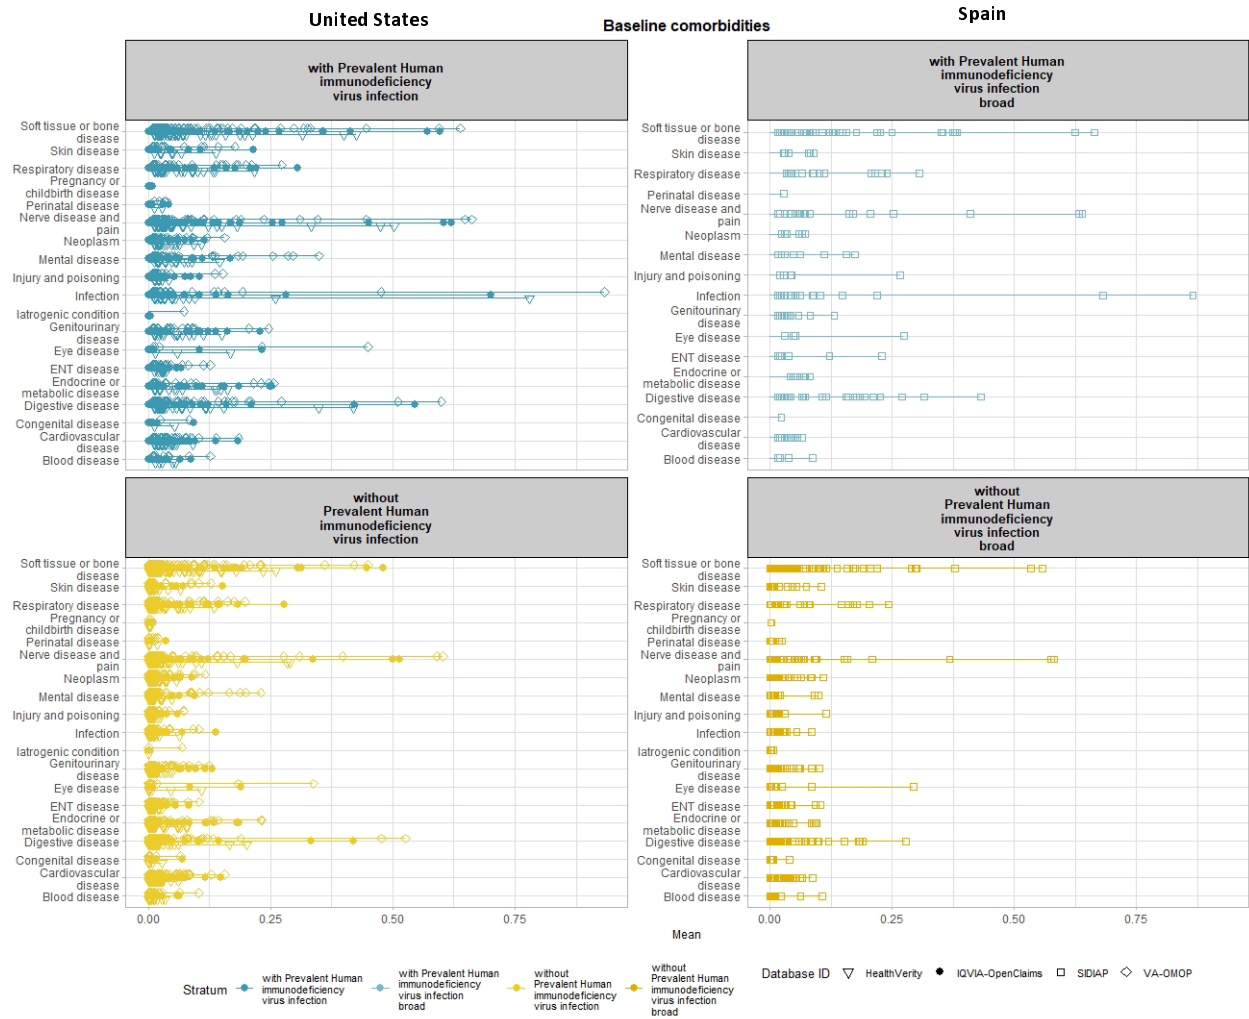 United States
Baseline comorbidities
Spain
with Prevalent Human
immunodeficiency
virus infection
with Prevalent Human
immunodeficiency
virus infection
broad
Soft tissue or bone
disease
Skin disease
Respiratory disease
Pregnancy or
childbirth disease
Perinatal disease
Nerve disease and
pain
Neoplasm
Mental disease
Injury and poisoning
Infection
Iatrogenic condition
Genitourinary
disease
Eye disease
ENT disease
Endocrine or
metabolic disease
Digestive disease
Congenital disease
Cardiovascular
disease
Blood disease
Soft tissue or bone
disease
Skin disease
Respiratory disease
Perinatal disease
Nerve disease and
pain
Neoplasm
Mental disease
Injury and poisoning
Infection
Genitourinary
disease
Eye disease
ENT disease
Endocrine or
metabolic disease
Digestive disease
Congenital disease
Cardiovascular
disease
Blood disease
without
Prevalent Human
immunodeficiency
virus infection
without
Prevalent Human
immunodeficiency
virus infection
broad
Soft tissue or bone
disease
Skin disease
Respiratory disease
Pregnancy or
childbirth disease
Perinatal disease
Nerve disease and
pain
Neoplasm
Mental disease
Injury and poisoning
Infection
Iatrogenic condition
Genitourinary
disease
Eye disease
ENT disease
Endocrine or
metabolic disease
Digestive disease
Congenital disease
Cardiovascular
disease
Blood disease
Soft tissue or bone
disease
Skin disease
Respiratory disease
Pregnancy or
childbirth disease
Perinatal disease
Nerve disease and
pain
Neoplasm
Mental disease
Injury and poisoning
Infection
Iatrogenic condition
Genitourinary
disease
Eye disease
ENT disease
Endocrine or
metabolic disease
Digestive disease
Congenital disease
Cardiovascular
disease
Blood disease
0.00 0.25 0.50 0.75
0.00 0.25 0.50 0.75
Mean
Stratum
with Prevalent Human
immunodeficiency
virus infection
with Prevalent Human
immunodeficiency
virus infection
broad
without
Prevalent Human
immunodeficiency
virus infection
without
Prevalent Human
immunodeficiency
virus infection
broad
Database ID HealthVerity IQVIA-OpenClaims SIDIAP VA-OMOP